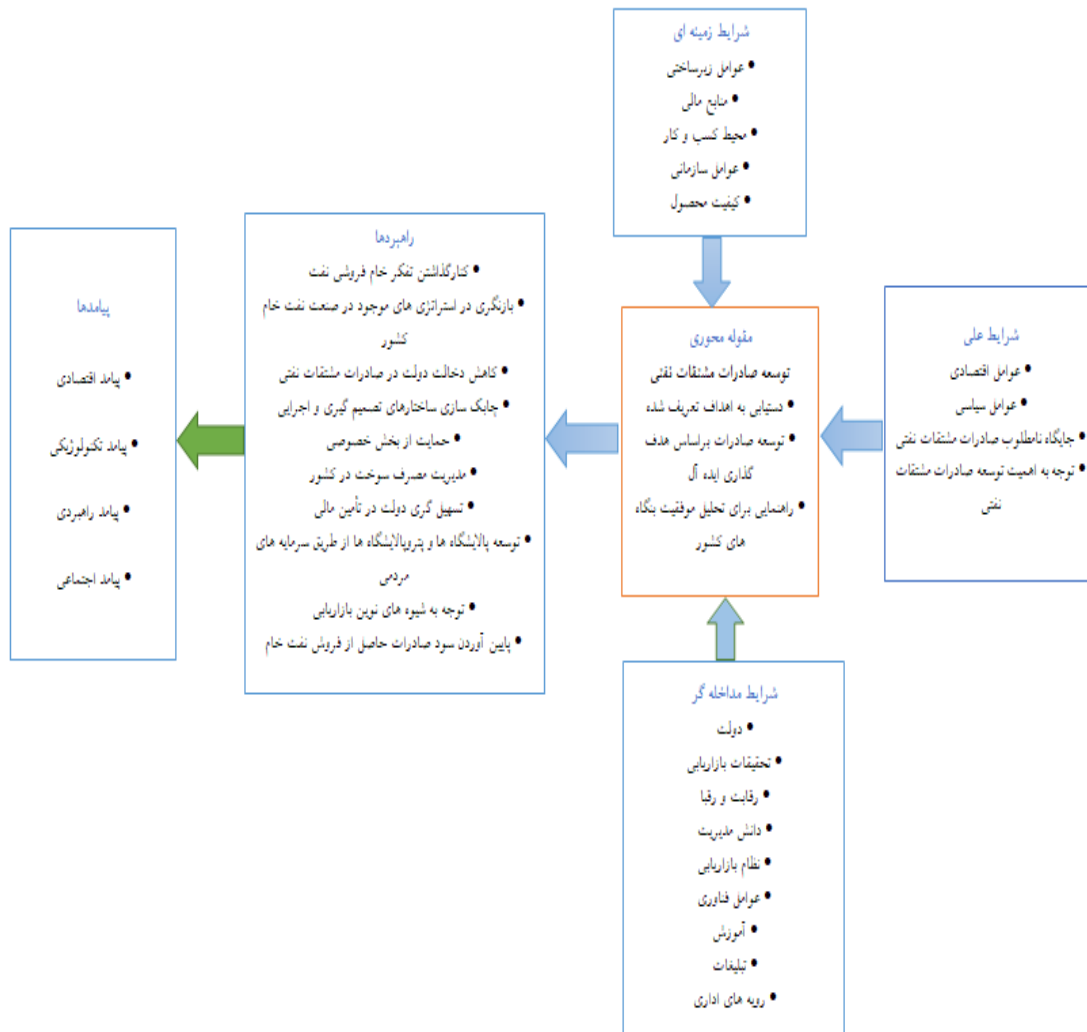 شرایط زمینه ای
• عوامل زیرساختی
• منابع مالی
• محیط کسب و کار
• عوامل سازمانی
• کیفیت محصول
شرایط علی
• عوامل اقتصادی
• عوامل سیاسی
• جایگاه نامطلوب صادرات مشتقات نفتی
• توجه به اهمیت توسعه صادرات مشتقات
نفتی
مقوله محوری
توسعه صادرات مشتقات نفتی
• دستیابی به اهداف تعریف شده
• توسعه صادرات براساس هدف
گذاری ایده آل
• راهنمایی برای تحلیل موفقیت بنگاه
های کشور
شرایط مداخله گر
• دولت
• تحقیقات بازاریابی
• رقابت و رقبا
• دانش مدیریت
• نظام بازاریابی
• عوامل فناوری
• آموزش
• تبلیغات
• رویه های اداری
راهبردها
• کنارگذاشتن تفکر خام فروشی نفت
• بازنگری در استراتژی های موجود در صنعت نفت خام
کشور
• کاهش دخالت دولت در صادرات مشتقات نفتی
• چابک سازی ساختارهای تصمیم گیری و اجرایی
• حمایت از بخش خصوصی
• مدیریت مصرف سوخت در کشور
• تسهیل گری دولت در تأمین مالی
• توسعه پالایشگاه ها و پتروپالایشگاه ها از طریق سرمایه های
مردمی
• توجه به شیوه های نوین بازاریابی
• پایین آوردن سود صادرات حاصل از فروش نفت خام
پیامدها
• پیامد اقتصادی
• پیامد تکنولوژیکی
• پیامد راهبردی
• پیامد اجتماعی